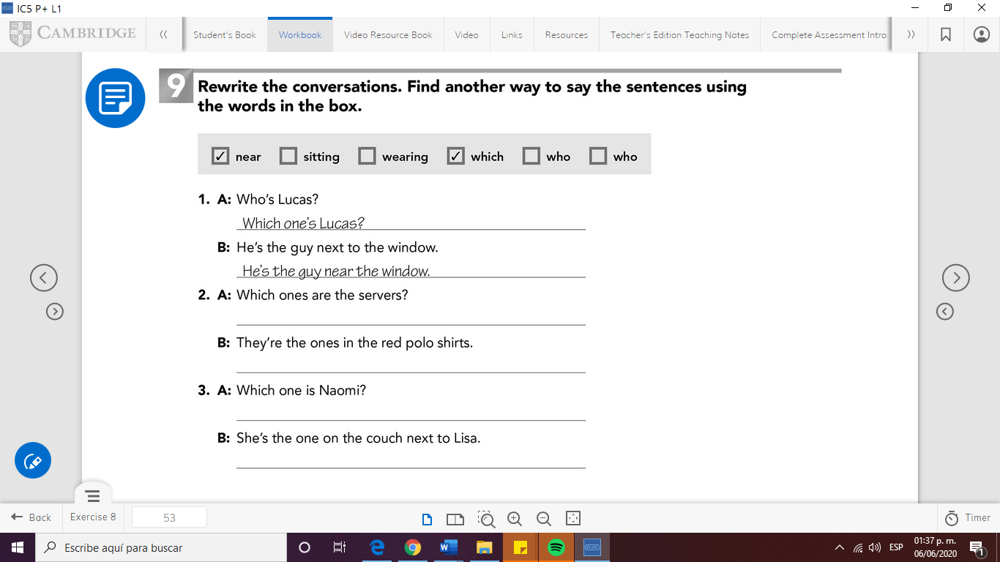 IC5 P+ L1
CAMBRIDGE
Student's Book
Workbook
Video Resource Book
Video
Links
Resources
Teacher's Edition Teaching Notes
Complete Assessment Intro
9 Rewrite the conversations. Find another way to say the sentences using
the words in the box.
✓ near sitting wearing ✓ which who who
1. A: Who's Lucas?
Which one's Lucas?
B: He's the guy next to the window.
He's the guy near the window.
2. A: Which ones are the servers?
B: They're the ones in the red polo shirts.
3. A: Which one is Naomi?
B: She's the one on the couch next to Lisa.
Back
Exercise 8
53
Timer
Escribe aquí para buscar
PLUS
ESP
01:37 p. m.
06/06/2020
1